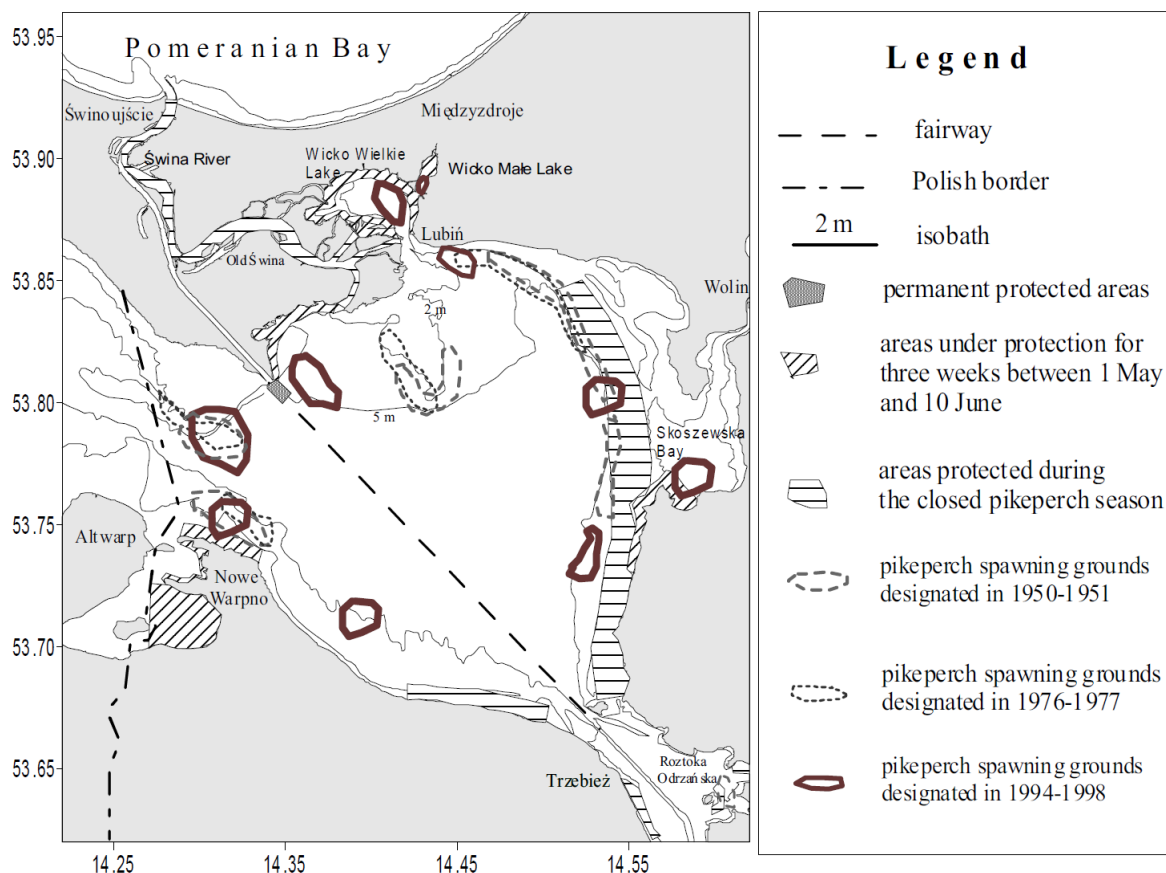 Pomeranian Bay
Świnoujście
Międzyzdroje
Świna River
Wicko Wielkie
Lake
Wicko Małe Lake
Lubiń
Old Świna
Wolin
2 m
5 m
Skoszewska
Bay
Altwarp
Nowe
Warpno
Trzebież
Roztoka
Odrzańska
53.95
53.90
53.85
53.80
53.75
53.70
53.65
14.25
14.35
14.45
14.55
Legend
fairway
Polish border
2 m
isobath
permanent protected areas
areas under protection for
three weeks between 1 May
and 10 June
areas protected during
the closed pikeperch season
pikeperch spawning grounds
designated in 1950-1951
pikeperch spawning grounds
designated in 1976-1977
pikeperch spawning grounds
designated in 1994-1998